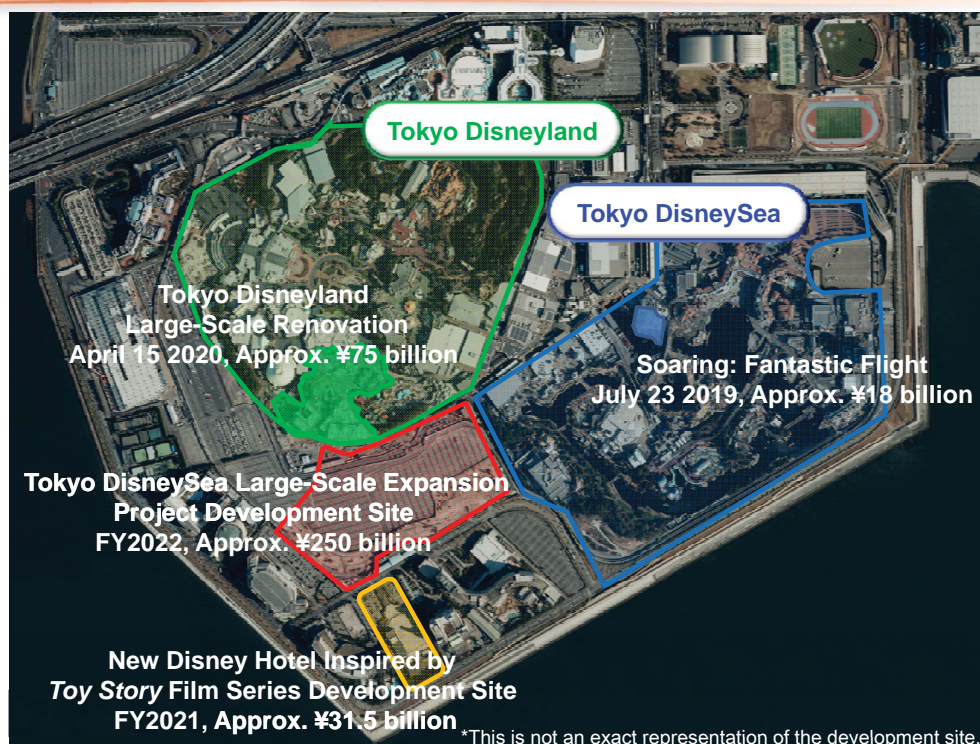 Tokyo Disneyland
Tokyo DisneySea
Tokyo Disneyland
Large-Scale Renovation
April 15 2020, Approx. ¥75 billion
Soaring: Fantastic Flight
July 23 2019, Approx. ¥18 billion
Tokyo DisneySea Large-Scale Expansion
Project Development Site
FY2022, Approx. ¥250 billion
New Disney Hotel Inspired by
Toy Story Film Series Development Site
FY2021, Approx. ¥31.5 billion
*This is not an exact representation of the development site.